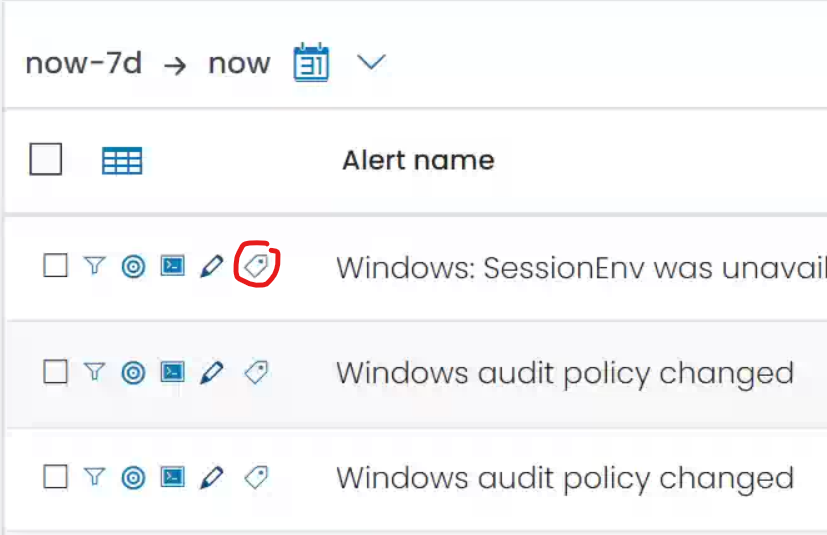 now-7d → now 31
Alert name
Windows: SessionEnv was unavail
Windows audit policy changed
Windows audit policy changed